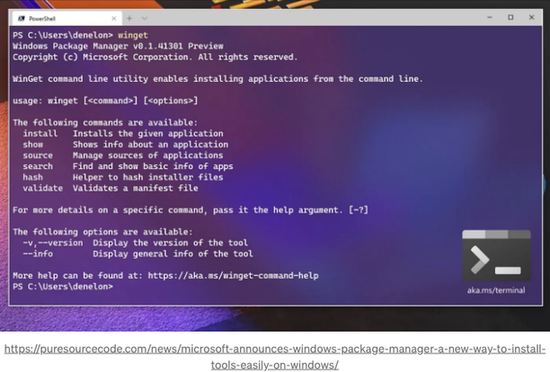 PowerShell
PS C:\Users\denelon> winget
Windows Package Manager v0.1.41301 Preview
Copyright (c) Microsoft Corporation. All rights reserved.
WinGet command line utility enables installing applications from the command line.
usage: winget [<command>] [<options>]
The following commands are available:
install Installs the given application
show Shows info about an application
source Manage sources of applications
search Find and show basic info of apps
hash Helper to hash installer files
validate Validates a manifest file
For more details on a specific command, pass it the help argument. [-?]
The following options are available:
-v,--version Display the version of the tool
--info Display general info of the tool
More help can be found at: https://aka.ms/winget-command-help
PS C:\Users\denelon>
aka.ms/terminal
https://puresourcecode.com/news/microsoft-announces-windows-package-manager-a-new-way-to-install-
tools-easily-on-windows/